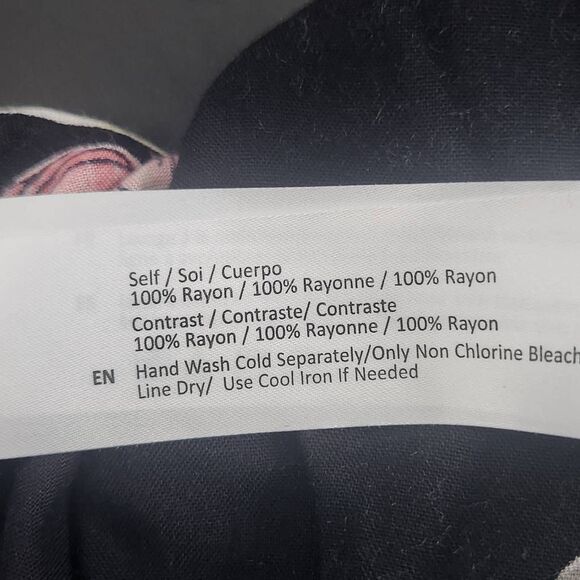 Self / Soi / Cuerpo
100% Rayon / 100% Rayonne / 100% Rayon
Contrast / Contraste/ Contraste
100% Rayon / 100% Rayonne / 100% Rayon
EN Hand Wash Cold Separately/Only Non Chlorine Bleach
Line Dry/ Use Cool Iron If Needed